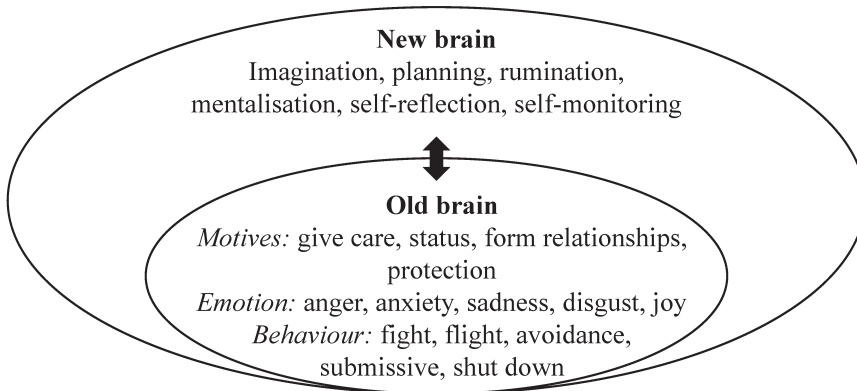 New brain
Imagination, planning, rumination,
mentalisation, self-reflection, self-monitoring
Old brain
Motives: give care, status, form relationships,
protection
Emotion: anger, anxiety, sadness, disgust, joy
Behaviour: fight, flight, avoidance,
submissive, shut down